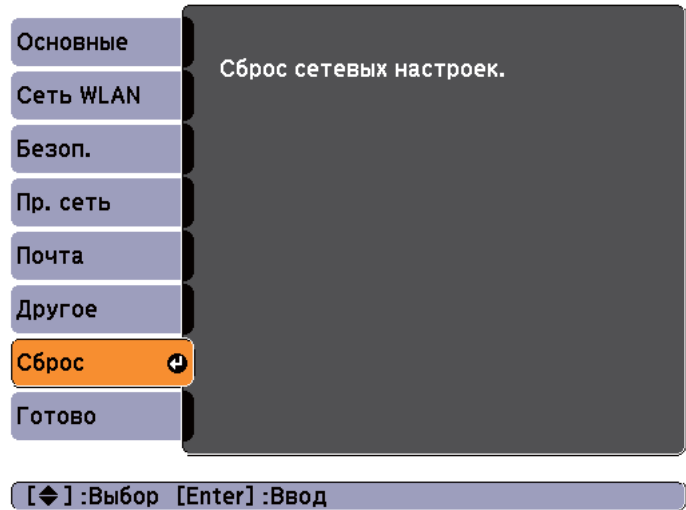 Основные
Сеть WLAN
Безоп.
Пр. сеть
Почта
Другое
Сброс
Готово
Сброс сетевых настроек.
[◆]:Выбор [Enter]:Ввод